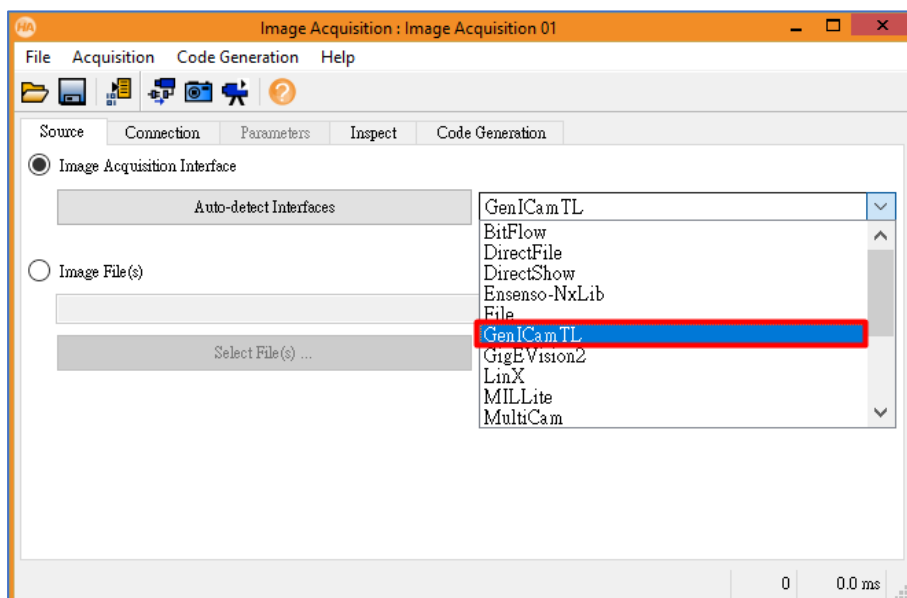 HA
Image Acquisition : Image Acquisition 01
File Acquisition Code Generation Help
Source Connection Parameters Inspect Code Generation
Image Acquisition Interface
Auto-detect Interfaces
GenICamTL
BitFlow
DirectFile
DirectShow
Ensenso-NxLib
File
GenICamTL
GigEVision2
LinX
MILLite
MultiCam
Image File(s)
Select File(s) ...
0 0.0 ms